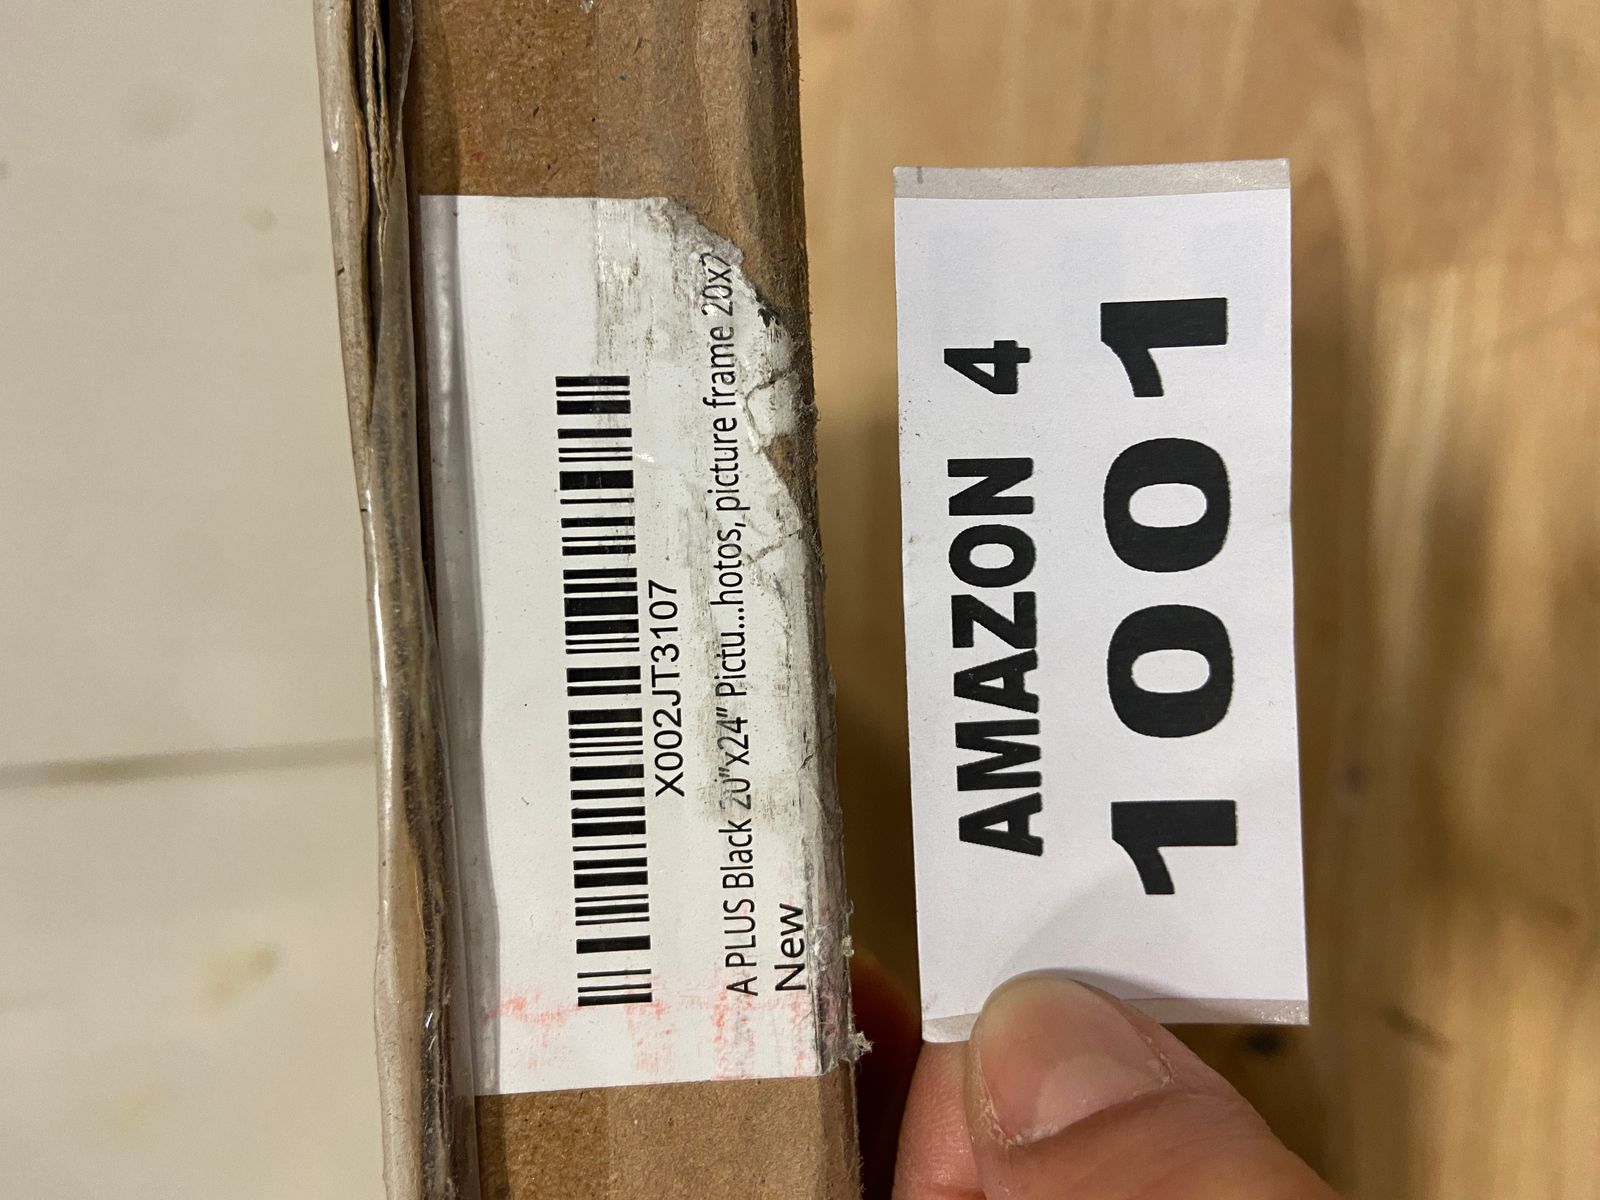 X002JT3107
A PLUS Black 20"x24" Pictu...hotos, picture frame 20x2
New
AMAZON 4
1001